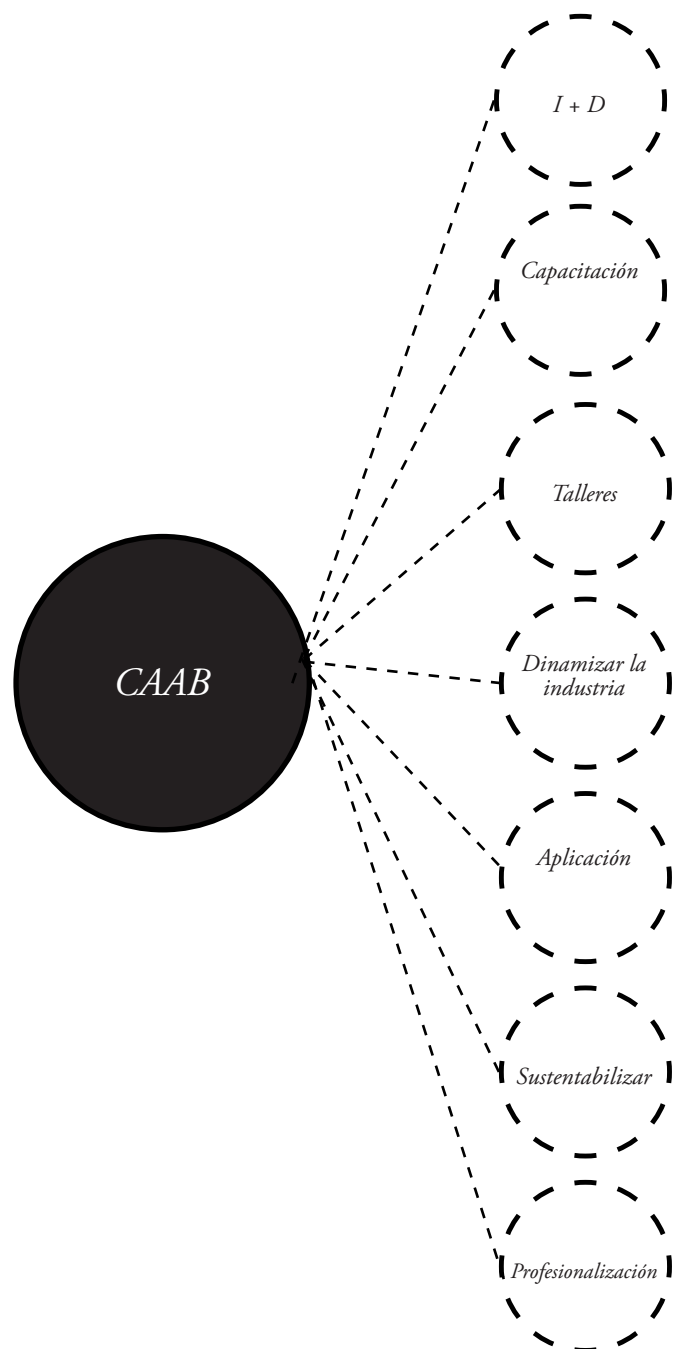 I + D
Capacitación
Talleres
CAAB
Dinamizar la
industria
Aplicación
Sustentabilizar
Profesionalización